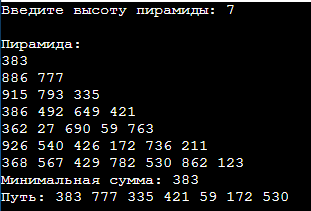 Введите высоту пирамиды: 7
Пирамида:
383
886 777
915 793 335
386 492 649 421
362 27 690 59 763
926 540 426 172 736 211
368 567 429 782 530 862 123
Минимальная сумма: 383
Путь: 383 777 335 421 59 172 530